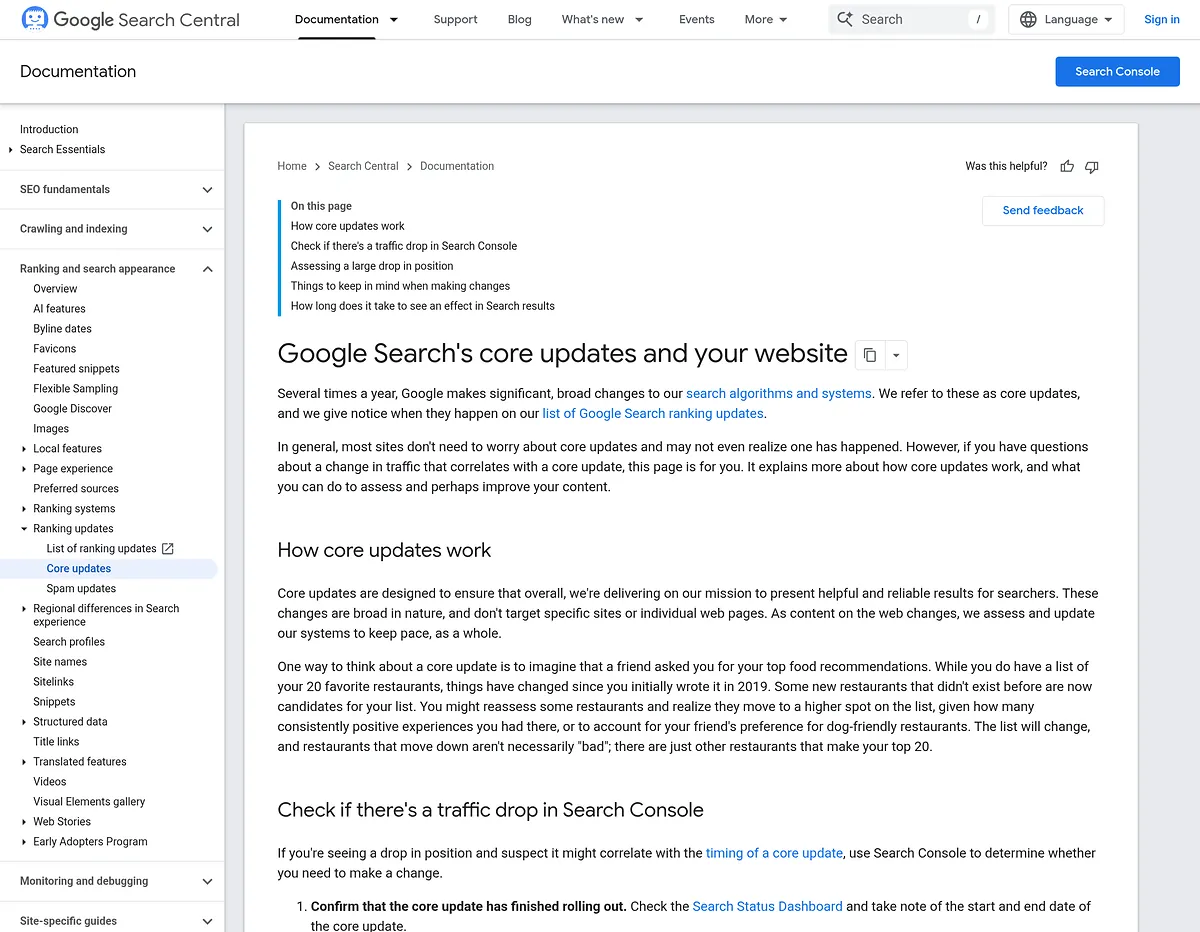 Google Search Central
Documentation
Support
Blog
What's new
Events
More
Search
/
Language
Sign in
Documentation
Search Console
Introduction
Search Essentials
SEO fundamentals
Crawling and indexing
Ranking and search appearance
Overview
AI features
Byline dates
Favicons
Featured snippets
Flexible Sampling
Google Discover
Images
Local features
Page experience
Preferred sources
Ranking systems
Ranking updates
List of ranking updates
Core updates
Spam updates
Regional differences in Search
experience
Search profiles
Site names
Sitelinks
Snippets
Structured data
Title links
Translated features
Videos
Visual Elements gallery
Web Stories
Early Adopters Program
Monitoring and debugging
Site-specific guides
Home
Search Central
Documentation
Was this helpful?
Send feedback
On this page
How core updates work
Check if there's a traffic drop in Search Console
Assessing a large drop in position
Things to keep in mind when making changes
How long does it take to see an effect in Search results
Google Search's core updates and your website
Several times a year, Google makes significant, broad changes to our search algorithms and systems. We refer to these as core updates,
and we give notice when they happen on our list of Google Search ranking updates.
In general, most sites don't need to worry about core updates and may not even realize one has happened. However, if you have questions
about a change in traffic that correlates with a core update, this page is for you. It explains more about how core updates work, and what
you can do to assess and perhaps improve your content.
How core updates work
Core updates are designed to ensure that overall, we're delivering on our mission to present helpful and reliable results for searchers. These
changes are broad in nature, and don't target specific sites or individual web pages. As content on the web changes, we assess and update
our systems to keep pace, as a whole.
One way to think about a core update is to imagine that a friend asked you for your top food recommendations. While you do have a list of
your 20 favorite restaurants, things have changed since you initially wrote it in 2019. Some new restaurants that didn't exist before are now
candidates for your list. You might reassess some restaurants and realize they move to a higher spot on the list, given how many
consistently positive experiences you had there, or to account for your friend's preference for dog-friendly restaurants. The list will change,
and restaurants that move down aren't necessarily "bad"; there are just other restaurants that make your top 20.
Check if there's a traffic drop in Search Console
If you're seeing a drop in position and suspect it might correlate with the timing of a core update, use Search Console to determine whether
you need to make a change.
1. Confirm that the core update has finished rolling out. Check the Search Status Dashboard and take note of the start and end date of
the core update.